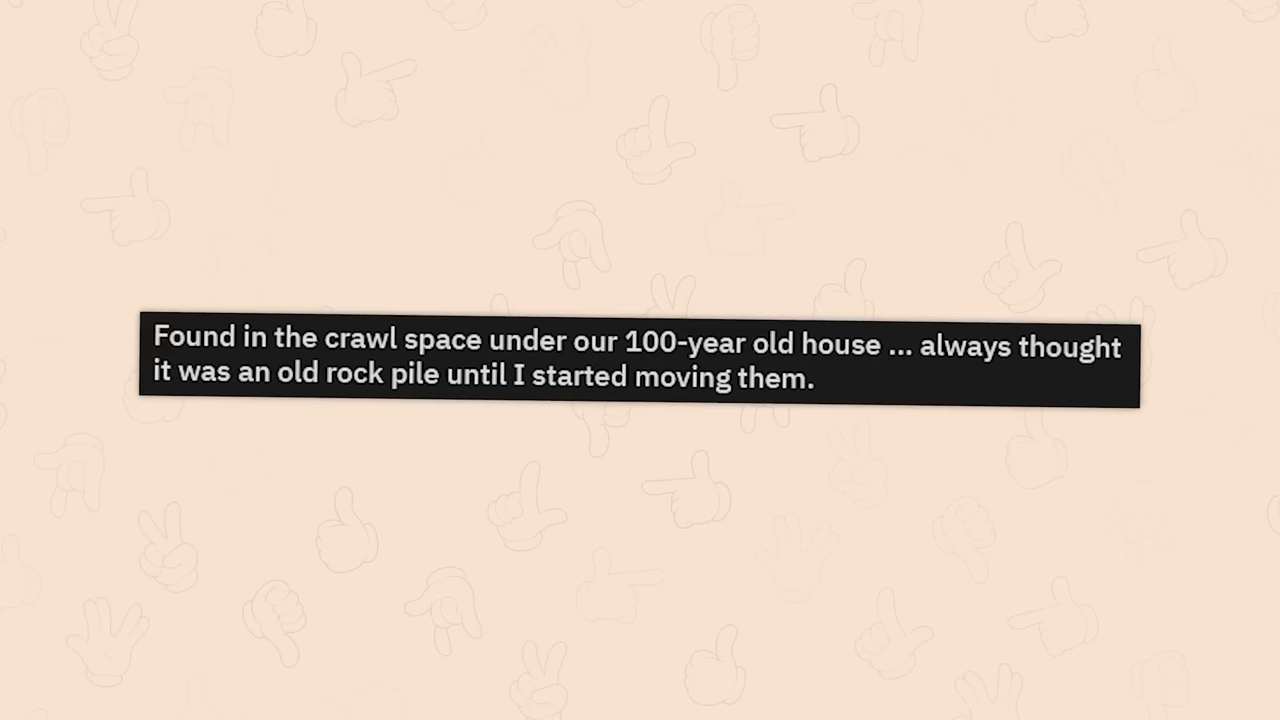 Found in the crawl space under our 100-year old house ... always thought
it was an old rock pile until I started moving them.